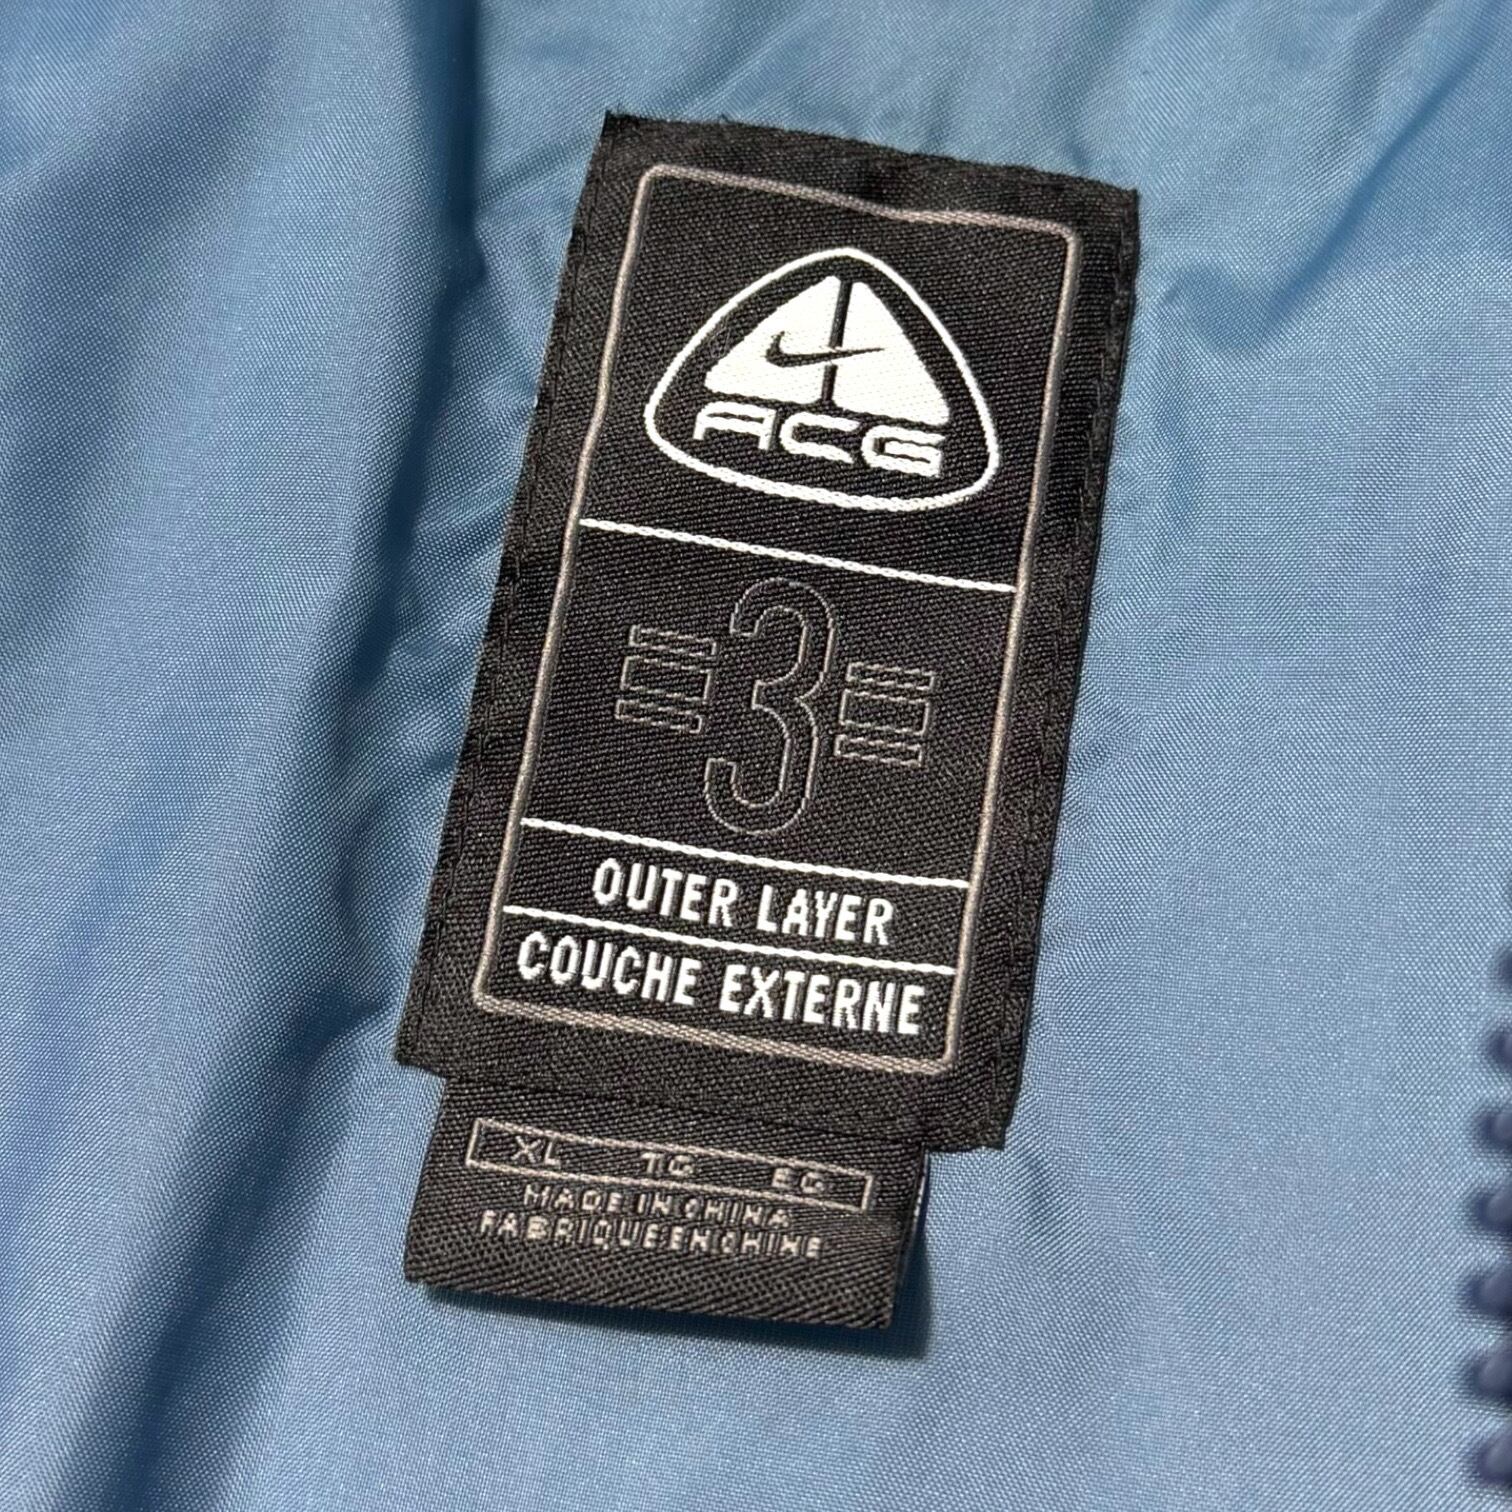 ACG
3
OUTER LAYER
COUCHE EXTERNE
XL TG EG
MADE IN CHINA
FABRIQUE EN CHINE